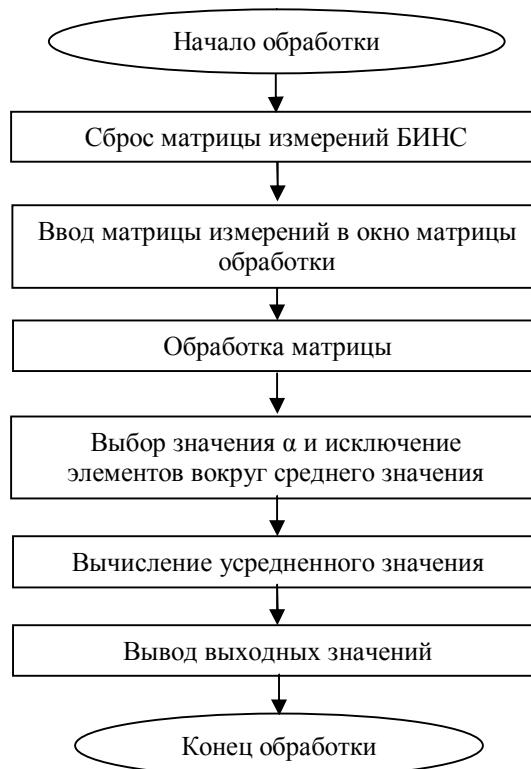 Начало обработки
Сброс матрицы измерений БИНС
Ввод матрицы измерений в окно матрицы
обработки
Обработка матрицы
Выбор значения α и исключение
элементов вокруг среднего значения
Вычисление усредненного значения
Вывод выходных значений
Конец обработки